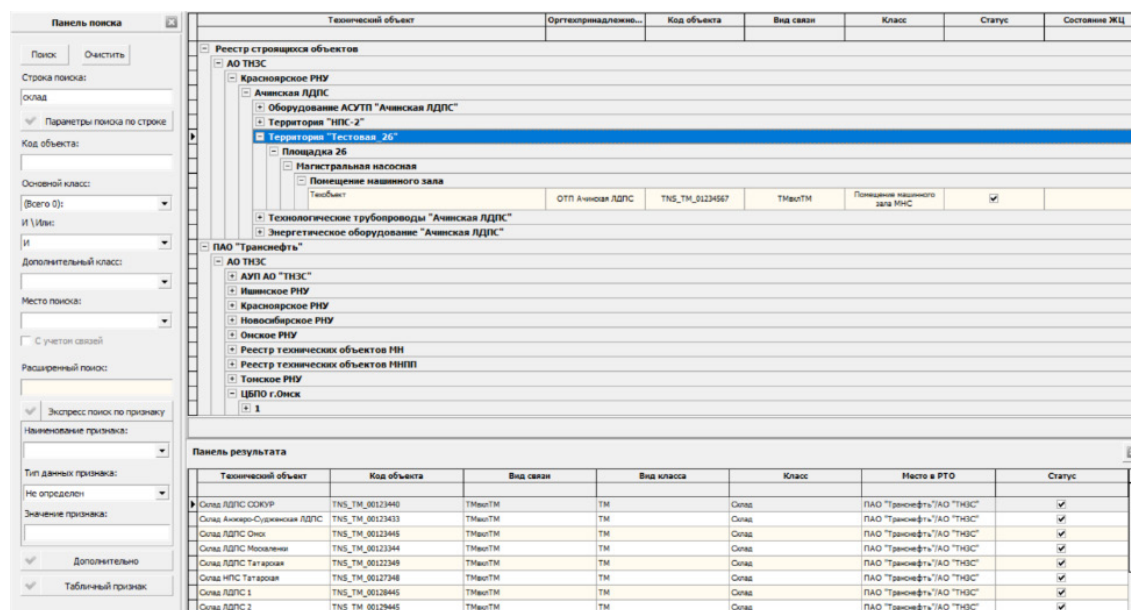 Панель поиска
Поиск Очистить
Строка поиска:
склад
Параметры поиска по строке
Код объекта:
Основной класс:
(Всего 0):
И \Или:
И
Дополнительный класс:
Место поиска:
С учетом связей
Расширенный поиск:
Экспресс поиск по признаку
Наименование признака:
Тип данных признака:
Не определен
Значение признака:
Дополнительно
Табличный признак
Технический объект Оргтехпринадлежно... Код объекта Вид связи Класс Статус Состояние ЖЦ
Реестр строящихся объектов
АО ТНЗС
Красноярское РНУ
Ачинская ЛДПС
Оборудование АСУТП "Ачинская ЛДПС"
Территория "НПС-2"
Территория "Тестовая_26"
Площадка 26
Магистральная насосная
Помещение машинного зала
Техобъект ОТП Ачинская ЛДПС TNS_TM_01234567 ТМвклТМ Помещение машинного
зала МНС
Технологические трубопроводы "Ачинская ЛДПС"
Энергетическое оборудование "Ачинская ЛДПС"
ПАО "Транснефть"
АО ТНЗС
АУП АО "ТНЗС"
Ишимское РНУ
Красноярское РНУ
Новосибирское РНУ
Омское РНУ
Реестр технических объектов МН
Реестр технических объектов МНПП
Томское РНУ
ЦБПО г.Омск
1
Панель результата
Технический объект Код объекта Вид связи Вид класса Класс Место в РТО Статус
Склад ЛДПС СОКУР TNS_TM_00123440 ТМвклТМ ТМ Склад ПАО "Транснефть"/АО "ТНЗС"
Склад Анжеро-Судженская ЛДПС TNS_TM_00123433 ТМвклТМ ТМ Склад ПАО "Транснефть"/АО "ТНЗС"
Склад ЛДПС Омск TNS_TM_00123445 ТМвклТМ ТМ Склад ПАО "Транснефть"/АО "ТНЗС"
Склад ЛДПС Москаленки TNS_TM_00123344 ТМвклТМ ТМ Склад ПАО "Транснефть"/АО "ТНЗС"
Склад ЛДПС Татарская TNS_TM_00122349 ТМвклТМ ТМ Склад ПАО "Транснефть"/АО "ТНЗС"
Склад НПС Татарская TNS_TM_00127348 ТМвклТМ ТМ Склад ПАО "Транснефть"/АО "ТНЗС"
Склад ЛДПС 1 TNS_TM_00128445 ТМвклТМ ТМ Склад ПАО "Транснефть"/АО "ТНЗС"
Склад ЛДПС 2 TNS_TM_00129445 ТМвклТМ ТМ Склад ПАО "Транснефть"/АО "ТНЗС"